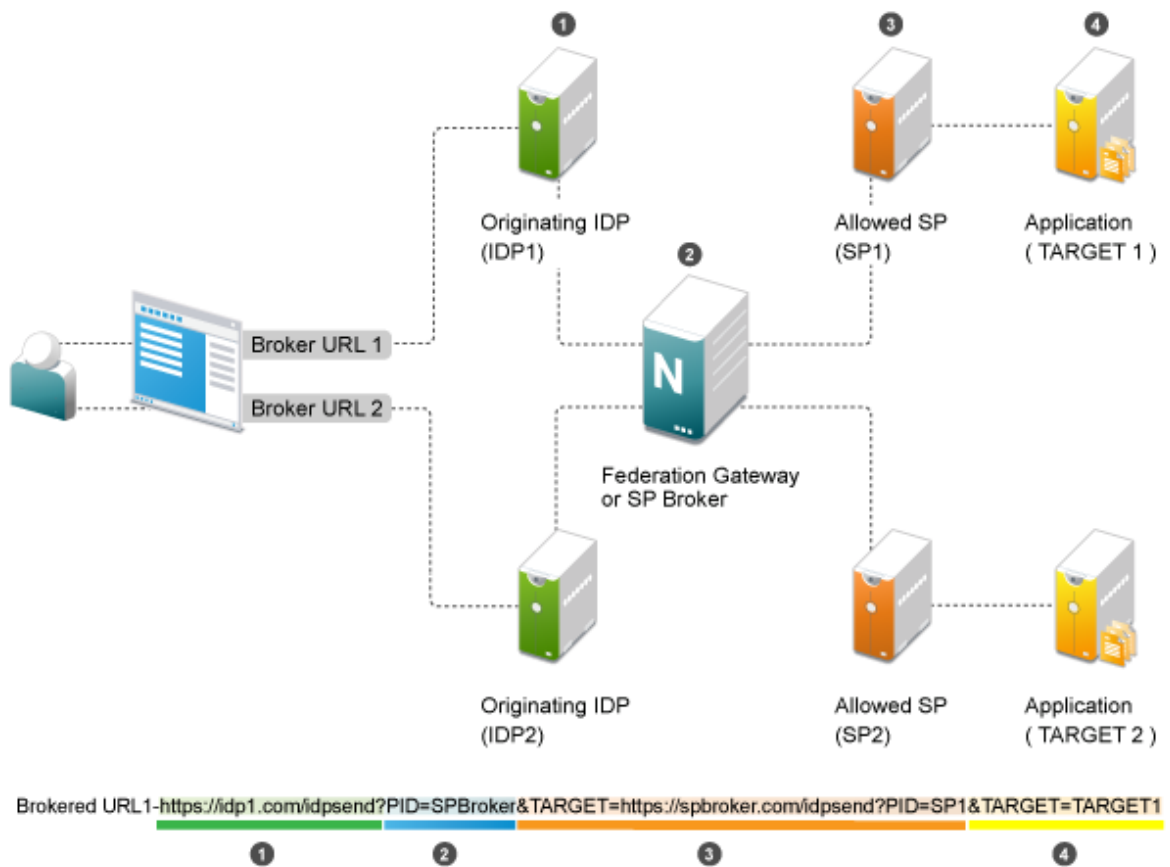 1
3
4
Originating IDP
(IDP1)
Allowed SP
(SP1)
Application
( TARGET 1 )
2
Broker URL 1
Broker URL 2
N
Federation Gateway
or SP Broker
Originating IDP
(IDP2)
Allowed SP
(SP2)
Application
( TARGET 2 )
Brokered URL1-https://idp1.com/idpsend?PID=SPBroker&TARGET=https://spbroker.com/idpsend?PID=SP1&TARGET=TARGET1
1
2
3
4